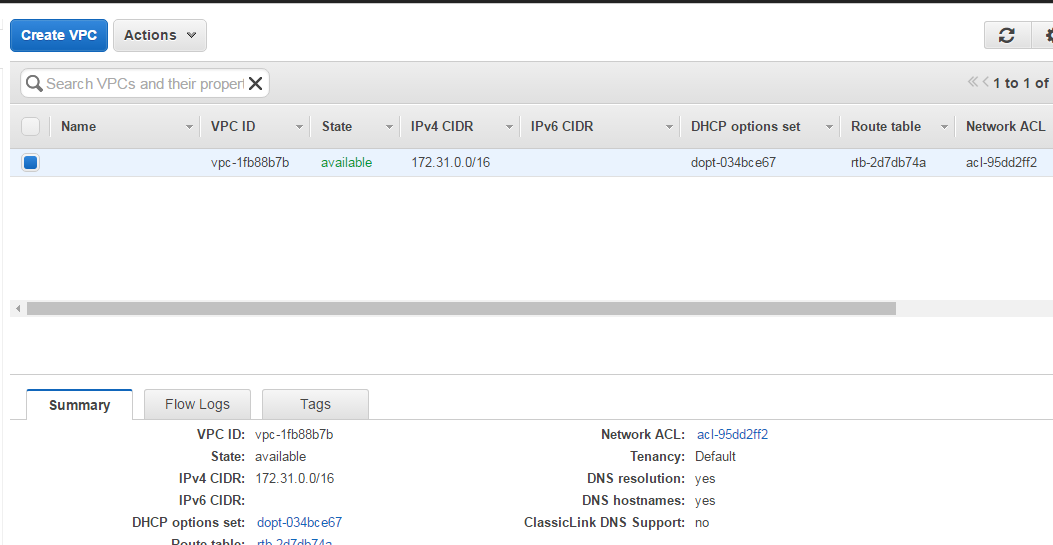 Create VPC Actions
Search VPCs and their propert 1 to 1 of
Name VPC ID State IPv4 CIDR IPv6 CIDR DHCP options set Route table Network ACL
vpc-1fb88b7b available 172.31.0.0/16 dopt-034bce67 rtb-2d7db74a acl-95dd2ff2
Summary Flow Logs Tags
VPC ID: vpc-1fb88b7b Network ACL: acl-95dd2ff2
State: available Tenancy: Default
IPv4 CIDR: 172.31.0.0/16 DNS resolution: yes
IPv6 CIDR: DNS hostnames: yes
DHCP options set: dopt-034bce67 ClassicLink DNS Support: no
Route table: rtb-2d7db74a